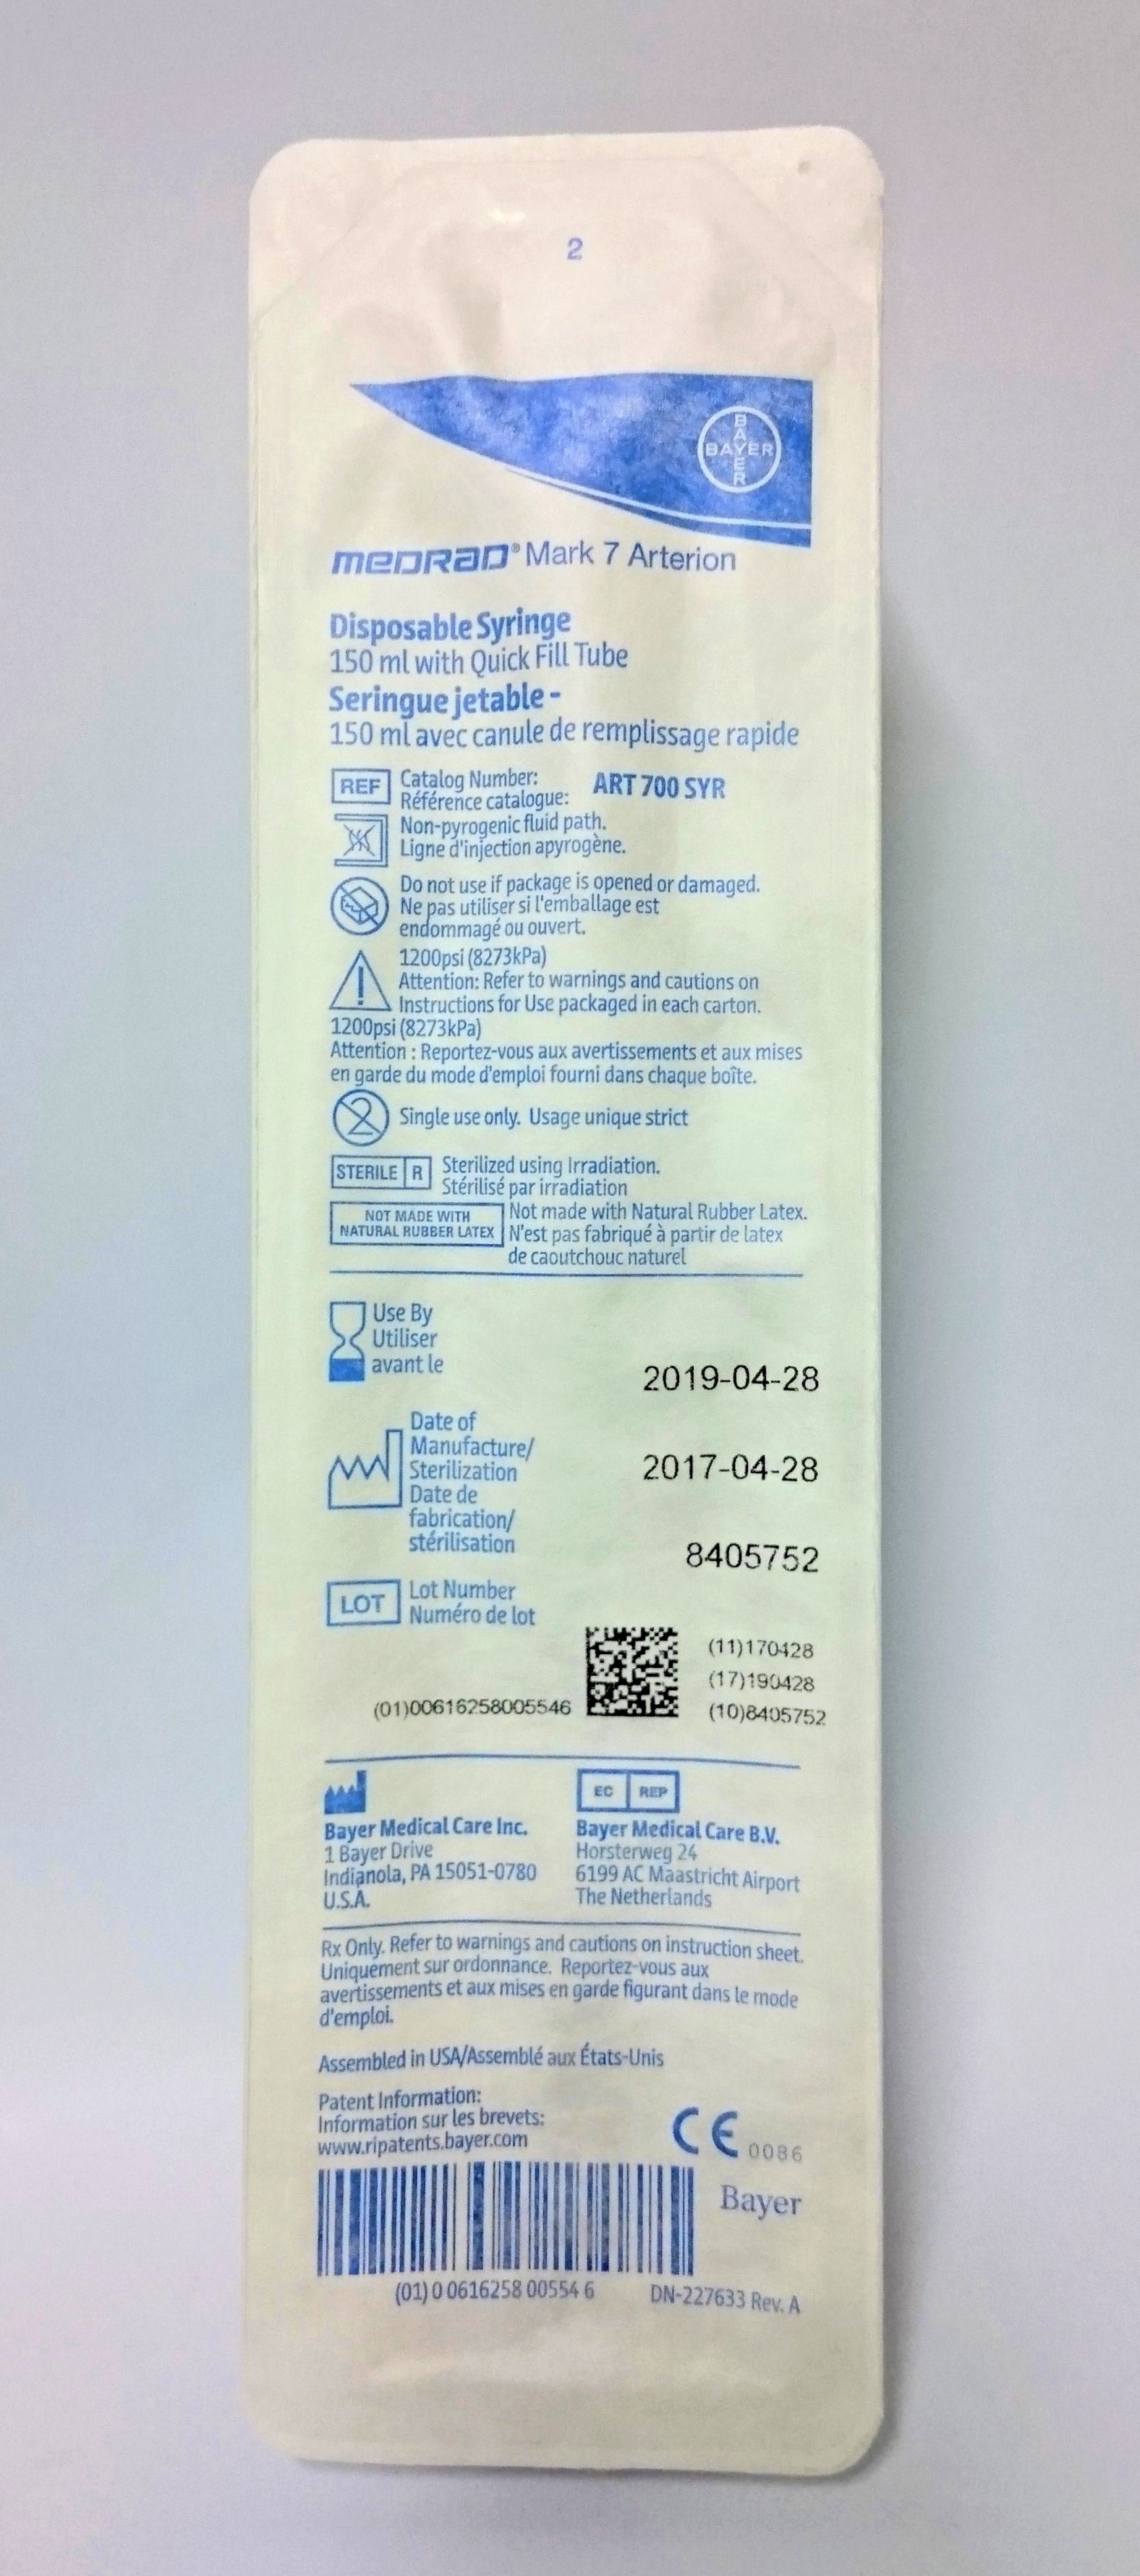 2
BAYER
BAYER
MEDRAD® Mark 7 Arterion
Disposable Syringe
150 ml with Quick Fill Tube
Seringue jetable -
150 ml avec canule de remplissage rapide
REF Catalog Number: ART 700 SYR
Référence catalogue:
Non-pyrogenic fluid path.
Ligne d'injection apyrogène.
Do not use if package is opened or damaged.
Ne pas utiliser si l'emballage est
endommagé ou ouvert.
1200psi (8273kPa)
Attention: Refer to warnings and cautions on
Instructions for Use packaged in each carton.
1200psi (8273kPa)
Attention : Reportez-vous aux avertissements et aux mises
en garde du mode d'emploi fourni dans chaque boîte.
2 Single use only. Usage unique strict
STERILE R Sterilized using Irradiation.
Stérilisé par irradiation
NOT MADE WITH
NATURAL RUBBER LATEX
Not made with Natural Rubber Latex.
N'est pas fabriqué à partir de latex
de caoutchouc naturel
Use By
Utiliser
avant le
2019-04-28
Date of
Manufacture/
Sterilization
Date de
fabrication/
stérilisation
2017-04-28
8405752
LOT Lot Number
Numéro de lot
(01)00616258005546
(11)170428
(17)190428
(10)8405752
Bayer Medical Care Inc.
1 Bayer Drive
Indianola, PA 15051-0780
U.S.A.
EC REP
Bayer Medical Care B.V.
Horsterweg 24
6199 AC Maastricht Airport
The Netherlands
Rx Only. Refer to warnings and cautions on instruction sheet.
Uniquement sur ordonnance. Reportez-vous aux
avertissements et aux mises en garde figurant dans le mode
d'emploi.
Assembled in USA/Assemblé aux États-Unis
Patent Information:
Information sur les brevets:
www.ripatents.bayer.com
CE 0086
Bayer
(01) 0 0616258 00554 6
DN-227633 Rev. A